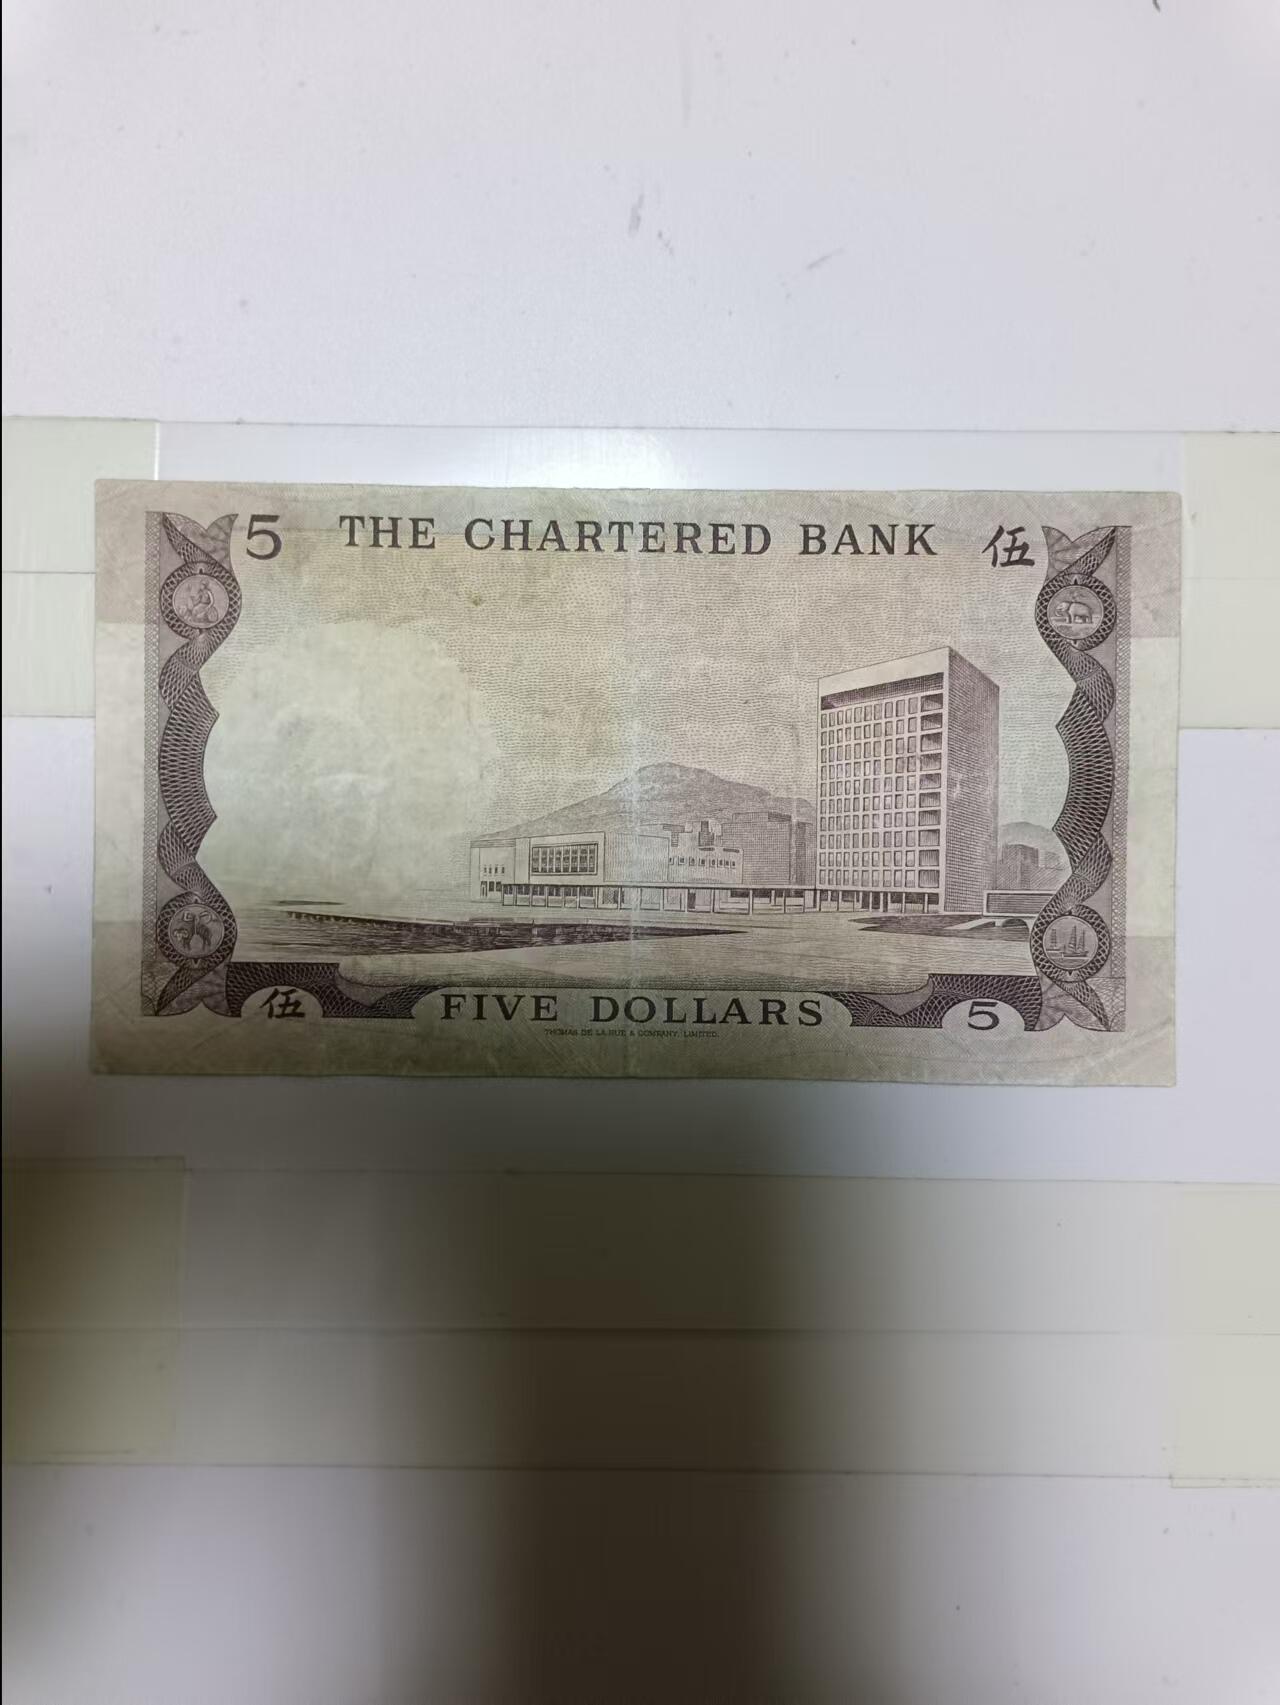 5 THE CHARTERED BANK 伍
伍 FIVE DOLLARS 5
THOMAS DE LA RUE & COMPANY, LIMITED.